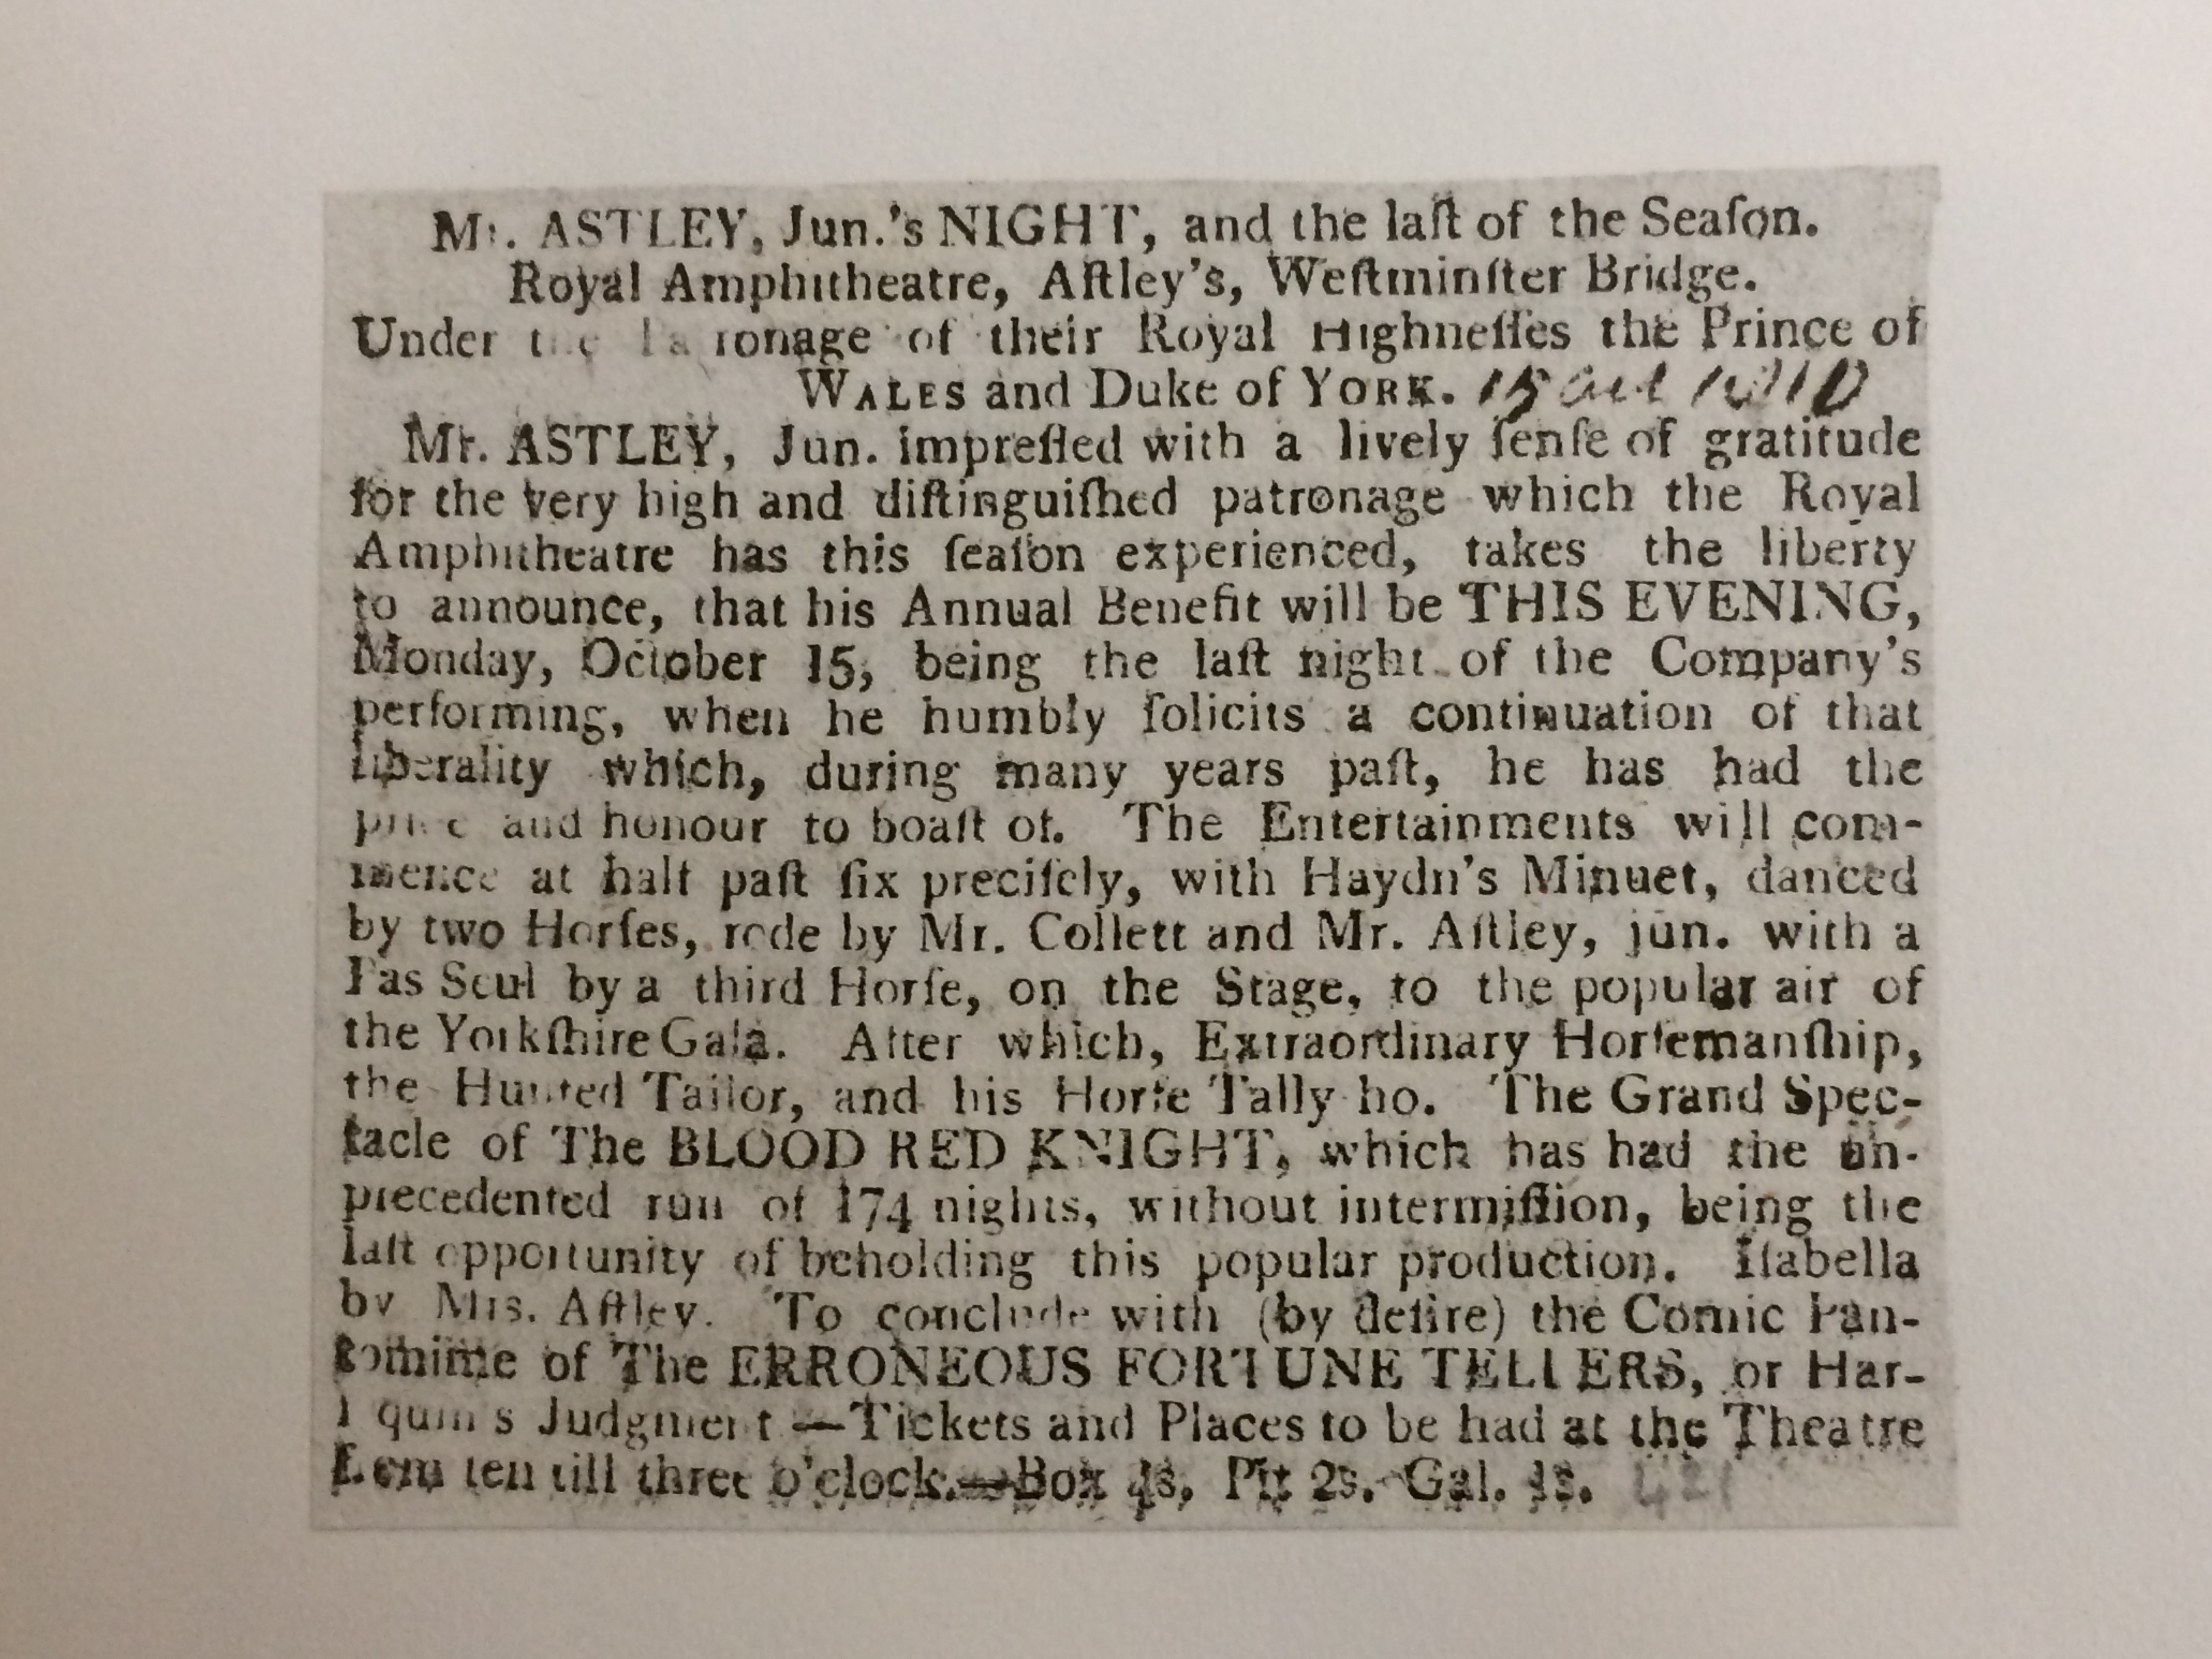 Mr. ASTLEY, Jun.'s NIGHT, and the laſt of the Seaſon.
Royal Amphitheatre, Aſtley's, Weſtminſter Bridge.
Under the Patronage of their Royal Highneſſes the Prince of
WALES and Duke of YORK. 15 Oct 1810
Mr. ASTLEY, Jun. impreſſed with a lively ſenſe of gratitude
for the very high and diſtinguiſhed patronage which the Royal
Amphitheatre has this ſeaſon experienced, takes the liberty
to announce, that his Annual Benefit will be THIS EVENING,
Monday, October 15, being the laſt night of the Company's
performing, when he humbly ſolicits a continuation of that
liberality which, during many years paſt, he has had the
pride and honour to boaſt of. The Entertainments will com-
mence at half paſt ſix preciſely, with Haydn's Minuet, danced
by two Horſes, rode by Mr. Collett and Mr. Aſtley, jun. with a
Pas Seul by a third Horſe, on the Stage, to the popular air of
the Yorkſhire Gala. After which, Extraordinary Horſemanſhip,
the Hunted Tailor, and his Horſe Tally ho. The Grand Spec-
tacle of The BLOOD RED KNIGHT, which has had the un-
precedented run of 174 nights, without intermiſſion, being the
laſt opportunity of beholding this popular production. Iſabella
by Mrs. Aſtley. To conclude with (by deſire) the Comic Pan-
tomime of The ERRONEOUS FORTUNE TELLERS, or Har-
lequin's Judgment —Tickets and Places to be had at the Theatre
from ten till three o'clock.—Box 4s. Pit 2s. Gal. 1s.